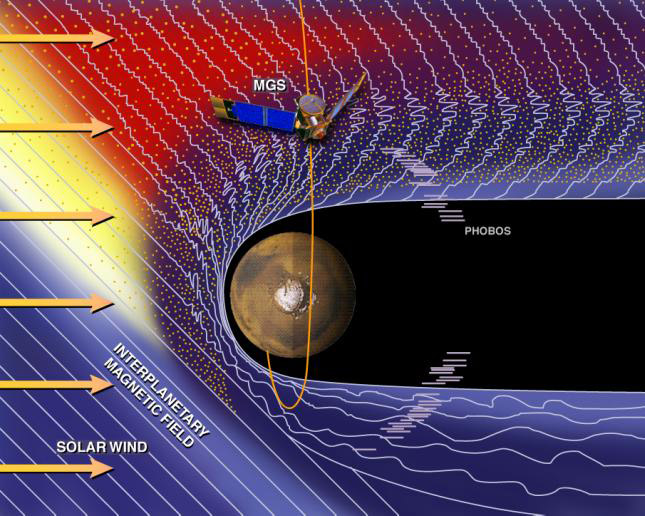 MGS
PHOBOS
INTERPLANETARY
MAGNETIC FIELD
SOLAR WIND